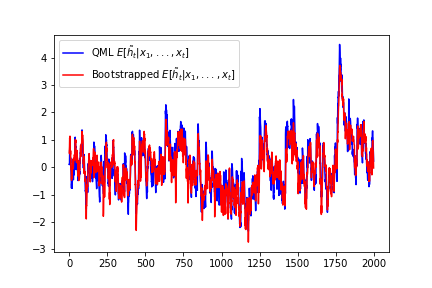 QML E[h̃ₜ|x₁, . . . , xₜ]
Bootstrapped E[h̃ₜ|x₁, . . . , xₜ]
4
3
2
1
0
−1
−2
−3
0 250 500 750 1000 1250 1500 1750 2000